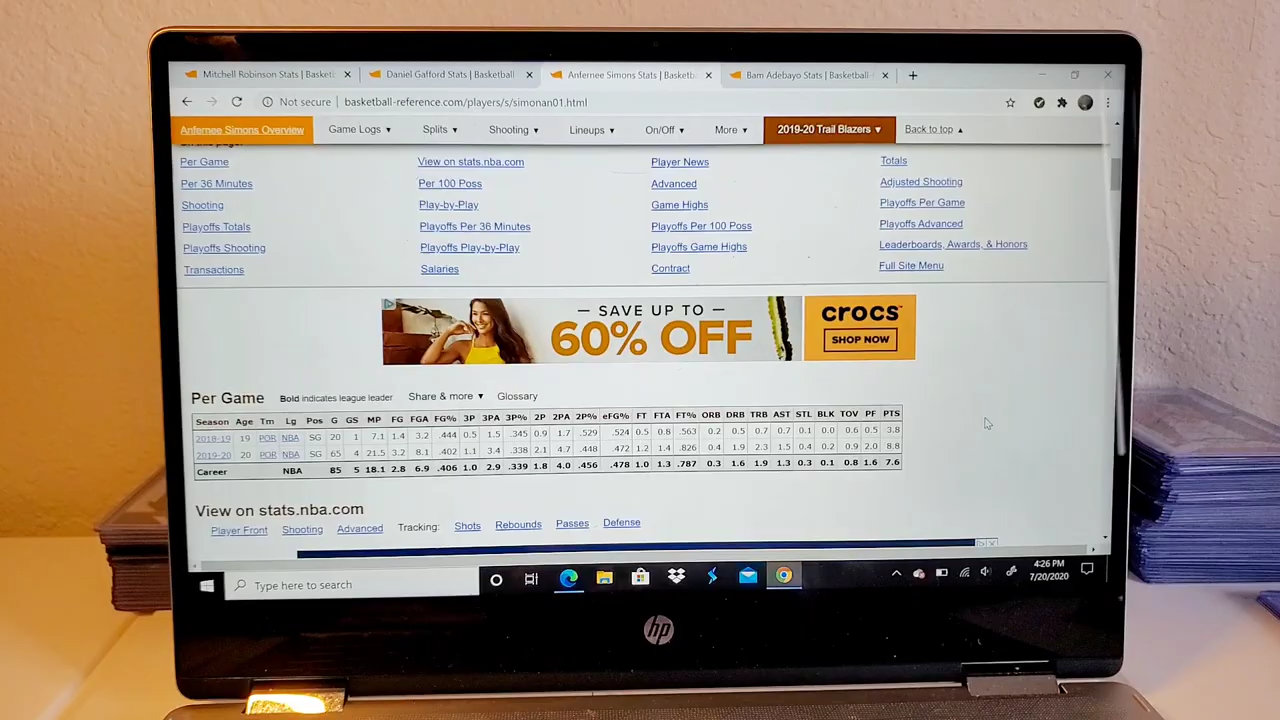 Mitchell Robinson Stats | Basketb
Daniel Gafford Stats | Basketball
Anfernee Simons Stats | Basketb
Bam Adebayo Stats | Basketball-
Not secure | basketball-reference.com/players/s/simonan01.html
Anfernee Simons Overview Game Logs ▼ Splits ▼ Shooting ▼ Lineups ▼ On/Off ▼ More ▼ 2019-20 Trail Blazers ▼ Back to top ▲
Per Game View on stats.nba.com Player News Totals
Per 36 Minutes Per 100 Poss Advanced Adjusted Shooting
Shooting Play-by-Play Game Highs Playoffs Per Game
Playoffs Totals Playoffs Per 36 Minutes Playoffs Per 100 Poss Playoffs Advanced
Playoffs Shooting Playoffs Play-by-Play Playoffs Game Highs Leaderboards, Awards, & Honors
Transactions Salaries Contract Full Site Menu
— SAVE UP TO —
60% OFF
crocs™
SHOP NOW
Per Game Bold indicates league leader Share & more ▼ Glossary
Season Age Tm Lg Pos G GS MP FG FGA FG% 3P 3PA 3P% 2P 2PA 2P% eFG% FT FTA FT% ORB DRB TRB AST STL BLK TOV PF PTS
2018-19 19 POR NBA SG 20 1 7.1 1.4 3.2 .444 0.5 1.5 .345 0.9 1.7 .529 .524 0.5 0.8 .563 0.2 0.5 0.7 0.7 0.1 0.0 0.6 0.5 3.8
2019-20 20 POR NBA SG 65 4 21.5 3.2 8.1 .402 1.1 3.4 .338 2.1 4.7 .448 .472 1.2 1.4 .826 0.4 1.9 2.3 1.5 0.4 0.2 0.9 2.0 8.8
Career NBA 85 5 18.1 2.8 6.9 .406 1.0 2.9 .339 1.8 4.0 .456 .478 1.0 1.3 .787 0.3 1.6 1.9 1.3 0.3 0.1 0.8 1.6 7.6
View on stats.nba.com
Player Front Shooting Advanced Tracking: Shots Rebounds Passes Defense
Type here to search
4:26 PM
7/20/2020
hp